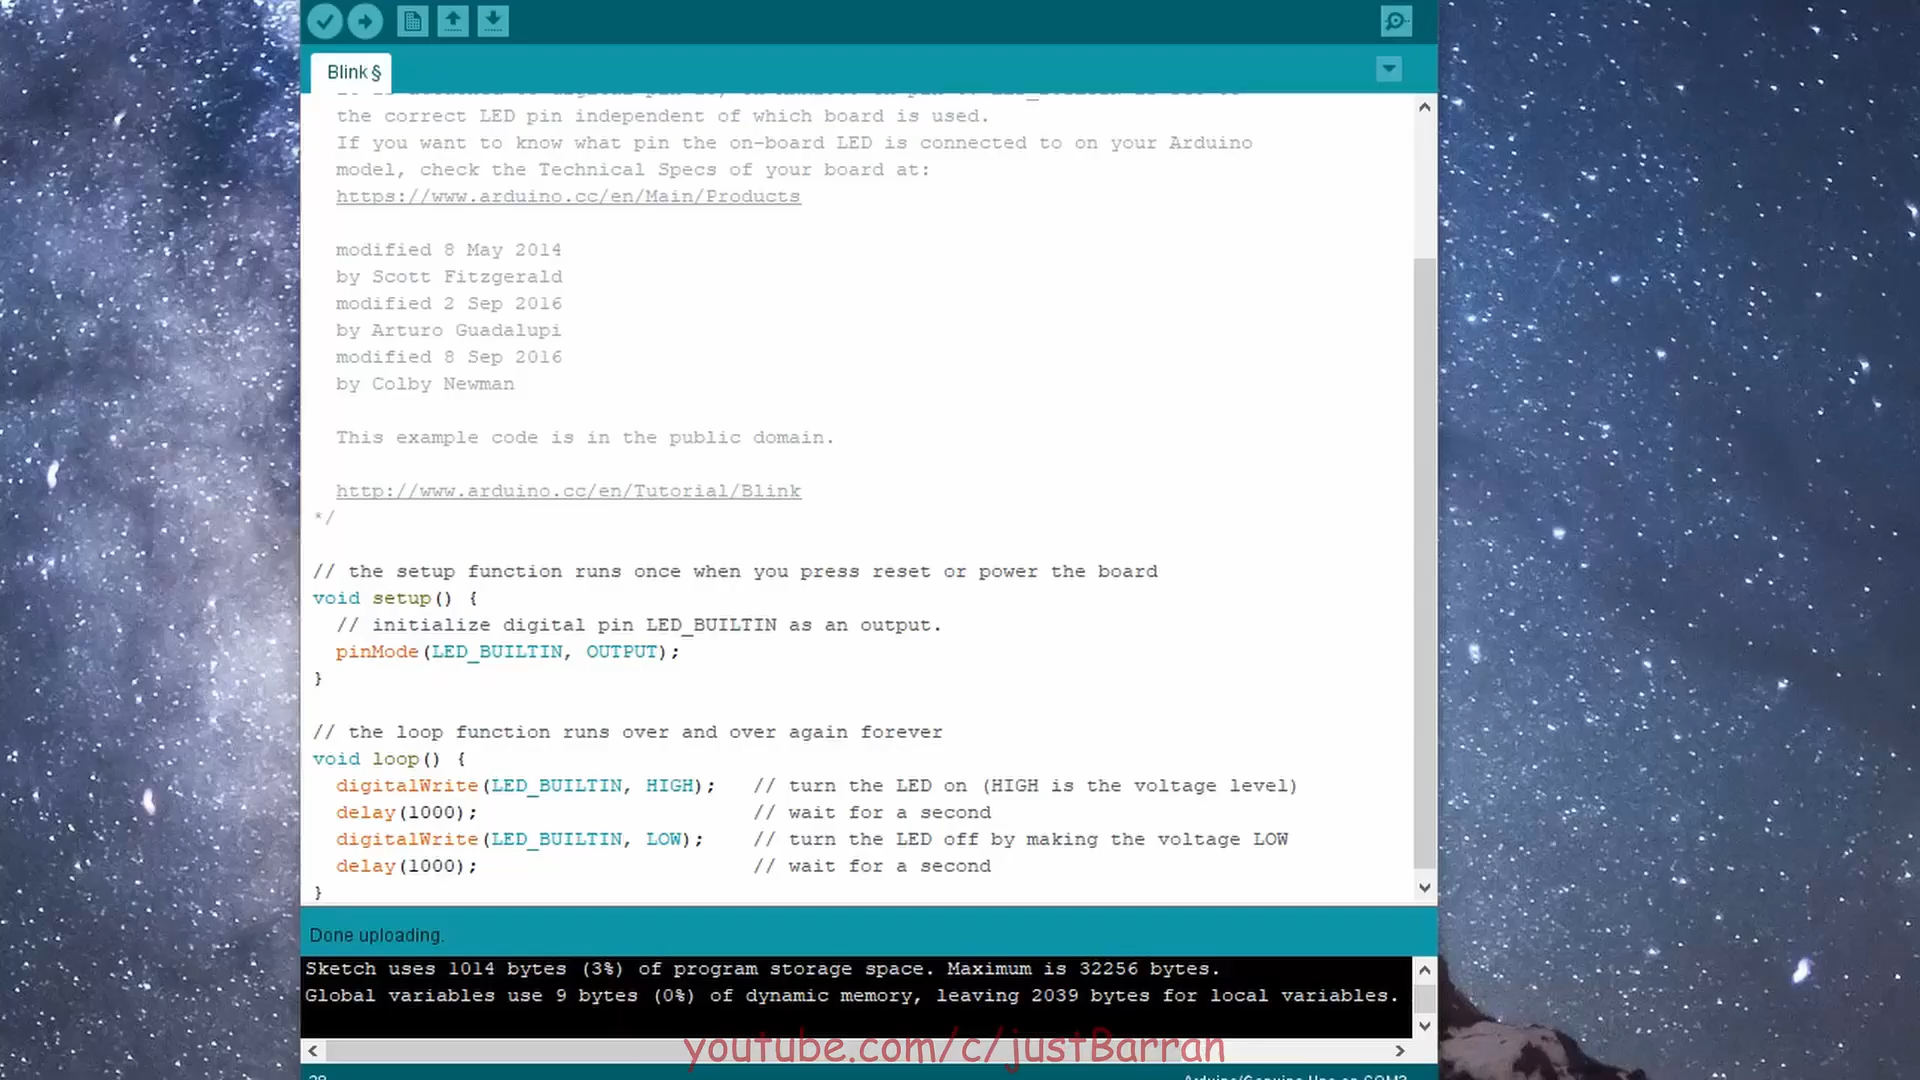 Blink §
the correct LED pin independent of which board is used.
If you want to know what pin the on-board LED is connected to on your Arduino
model, check the Technical Specs of your board at:
https://www.arduino.cc/en/Main/Products
modified 8 May 2014
by Scott Fitzgerald
modified 2 Sep 2016
by Arturo Guadalupi
modified 8 Sep 2016
by Colby Newman
This example code is in the public domain.
http://www.arduino.cc/en/Tutorial/Blink
*/
// the setup function runs once when you press reset or power the board
void setup() {
// initialize digital pin LED_BUILTIN as an output.
pinMode(LED_BUILTIN, OUTPUT);
}
// the loop function runs over and over again forever
void loop() {
digitalWrite(LED_BUILTIN, HIGH); // turn the LED on (HIGH is the voltage level)
delay(1000); // wait for a second
digitalWrite(LED_BUILTIN, LOW); // turn the LED off by making the voltage LOW
delay(1000); // wait for a second
}
Done uploading.
Sketch uses 1014 bytes (3%) of program storage space. Maximum is 32256 bytes.
Global variables use 9 bytes (0%) of dynamic memory, leaving 2039 bytes for local variables.
youtube.com/c/justBarran